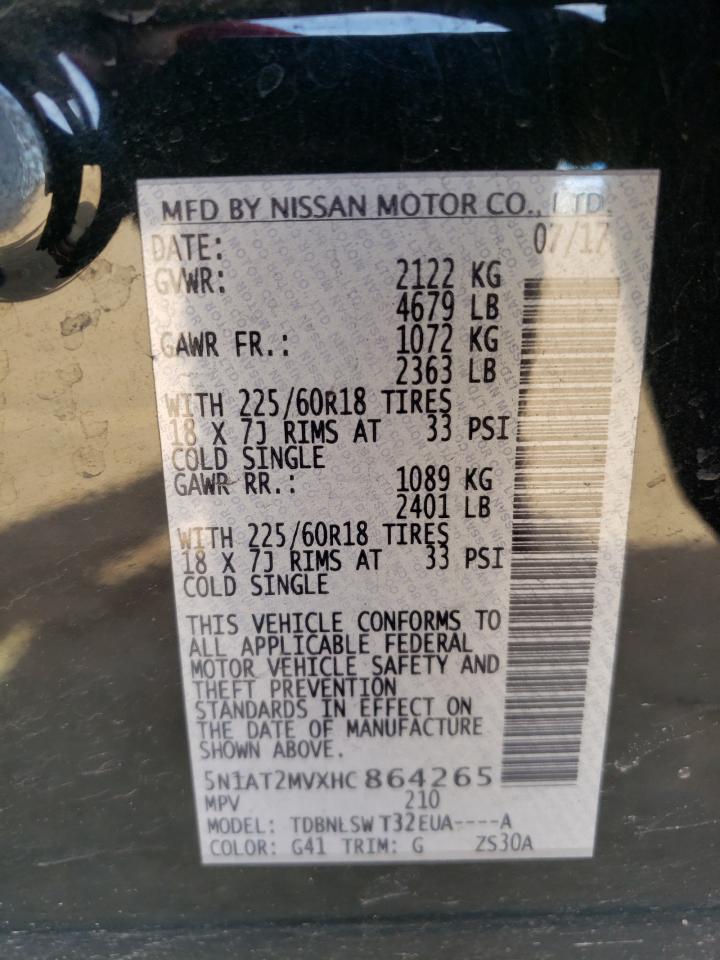 MFD BY NISSAN MOTOR CO., LTD.
DATE: 07/17
GVWR: 2122 KG
4679 LB
GAWR FR.: 1072 KG
2363 LB
WITH 225/60R18 TIRES
18 X 7J RIMS AT 33 PSI
COLD SINGLE
GAWR RR.: 1089 KG
2401 LB
WITH 225/60R18 TIRES
18 X 7J RIMS AT 33 PSI
COLD SINGLE
THIS VEHICLE CONFORMS TO
ALL APPLICABLE FEDERAL
MOTOR VEHICLE SAFETY AND
THEFT PREVENTION
STANDARDS IN EFFECT ON
THE DATE OF MANUFACTURE
SHOWN ABOVE.
5N1AT2MVXHC864265
MPV 210
MODEL: TDBNLSW T32EUA----A
COLOR: G41 TRIM: G ZS30A